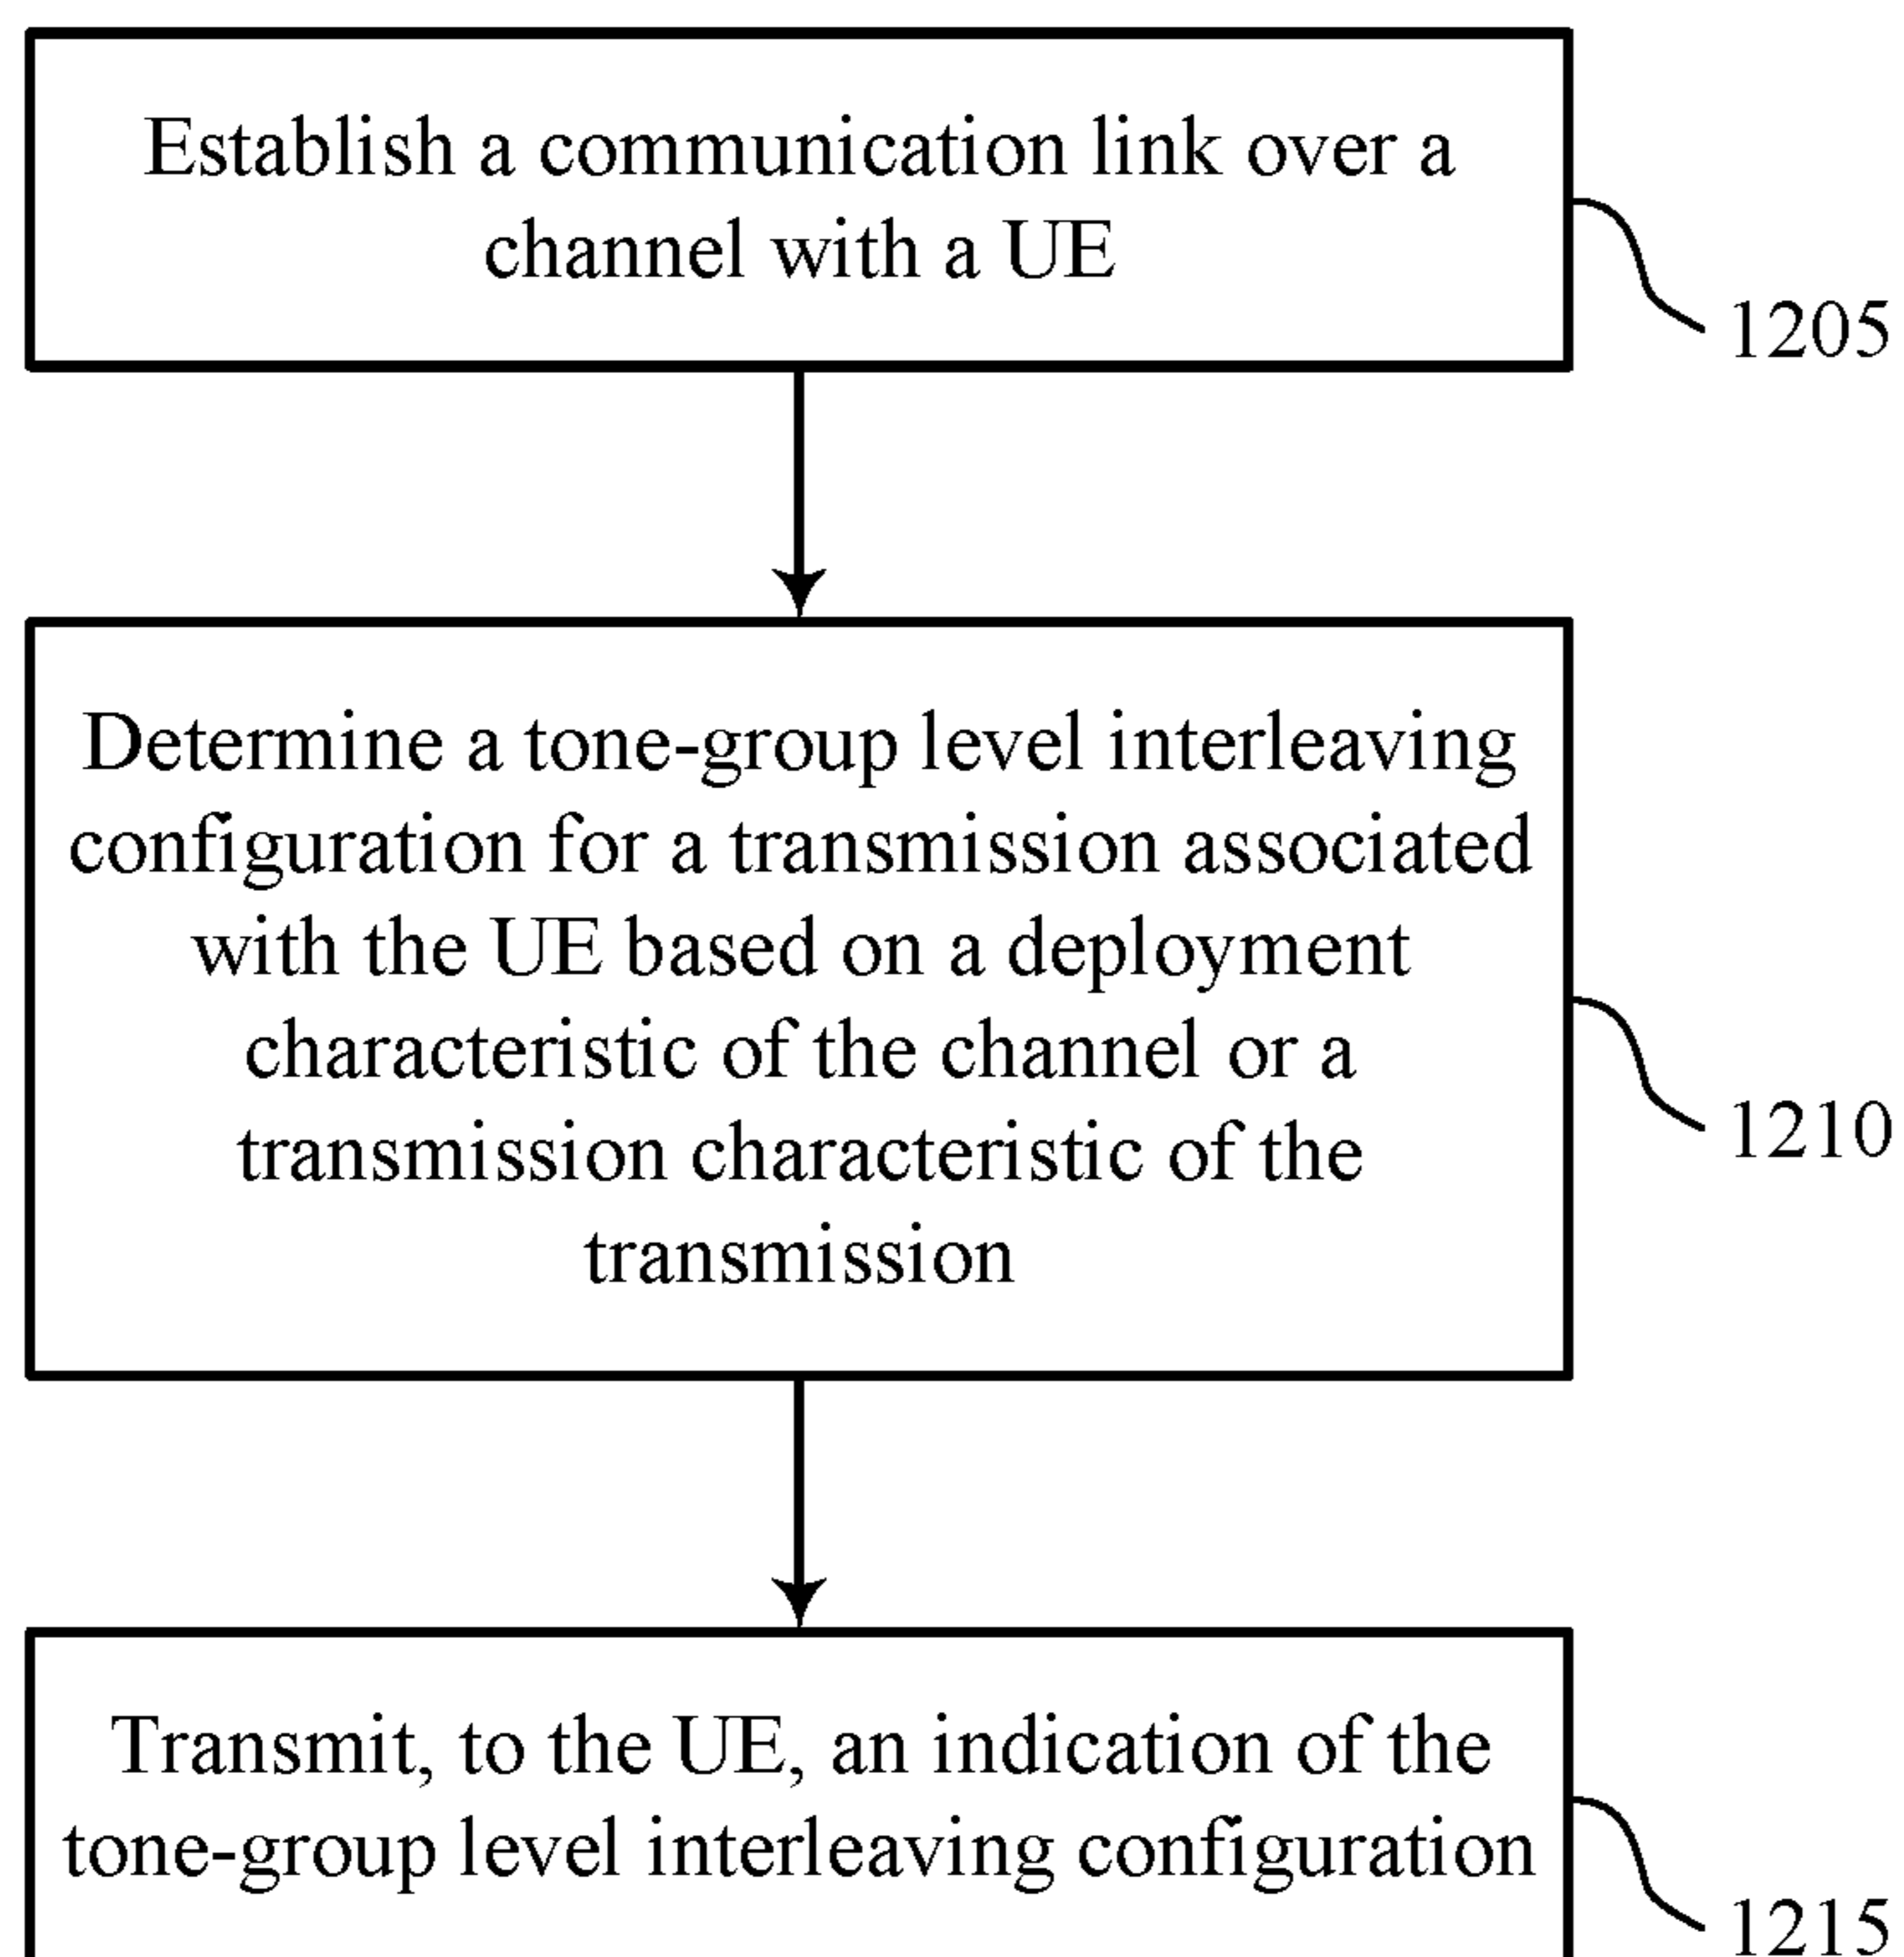 Establish a communication link over a
channel with a UE
1205
Determine a tone-group level interleaving
configuration for a transmission associated
with the UE based on a deployment
characteristic of the channel or a
transmission characteristic of the
transmission
1210
Transmit, to the UE, an indication of the
tone-group level interleaving configuration
1215